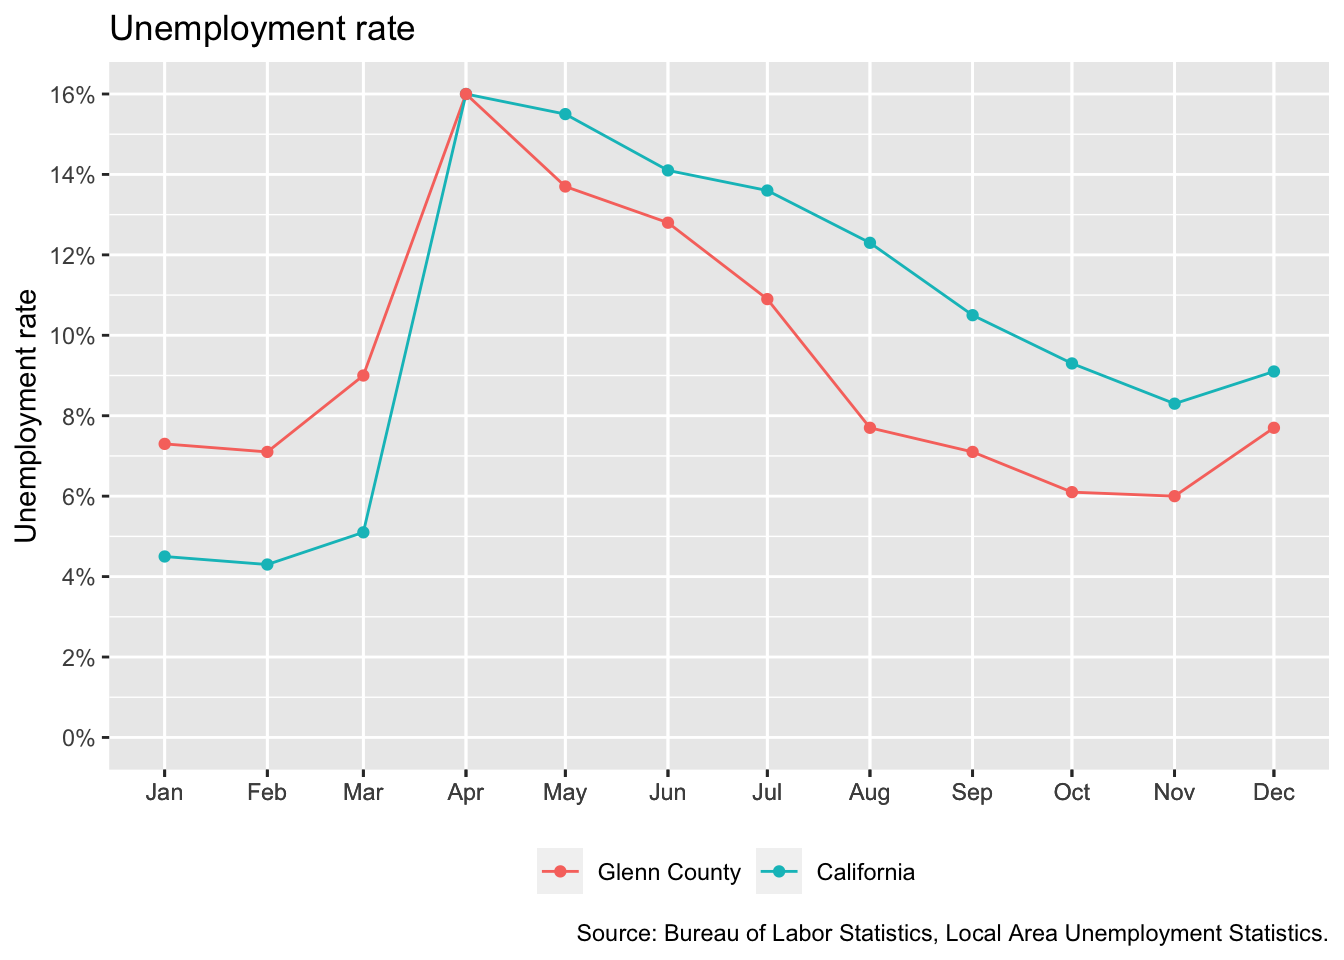 Unemployment rate
Unemployment rate
16%
14%
12%
10%
8%
6%
4%
2%
0%
Jan Feb Mar Apr May Jun Jul Aug Sep Oct Nov Dec
Glenn County California
Source: Bureau of Labor Statistics, Local Area Unemployment Statistics.